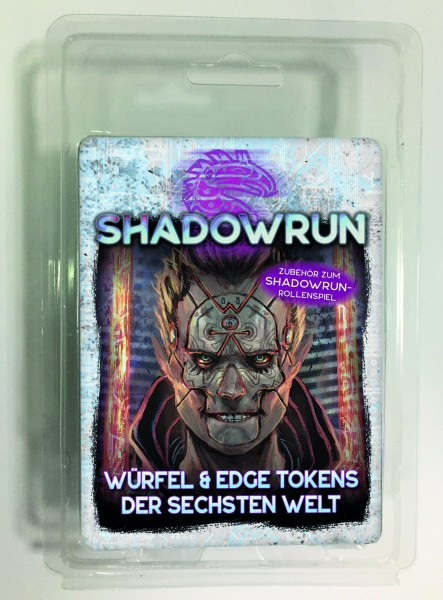 SHADOWRUN
ZUBEHÖR ZUM
SHADOWRUN-
ROLLENSPIEL
WÜRFEL & EDGE TOKENS
DER SECHSTEN WELT